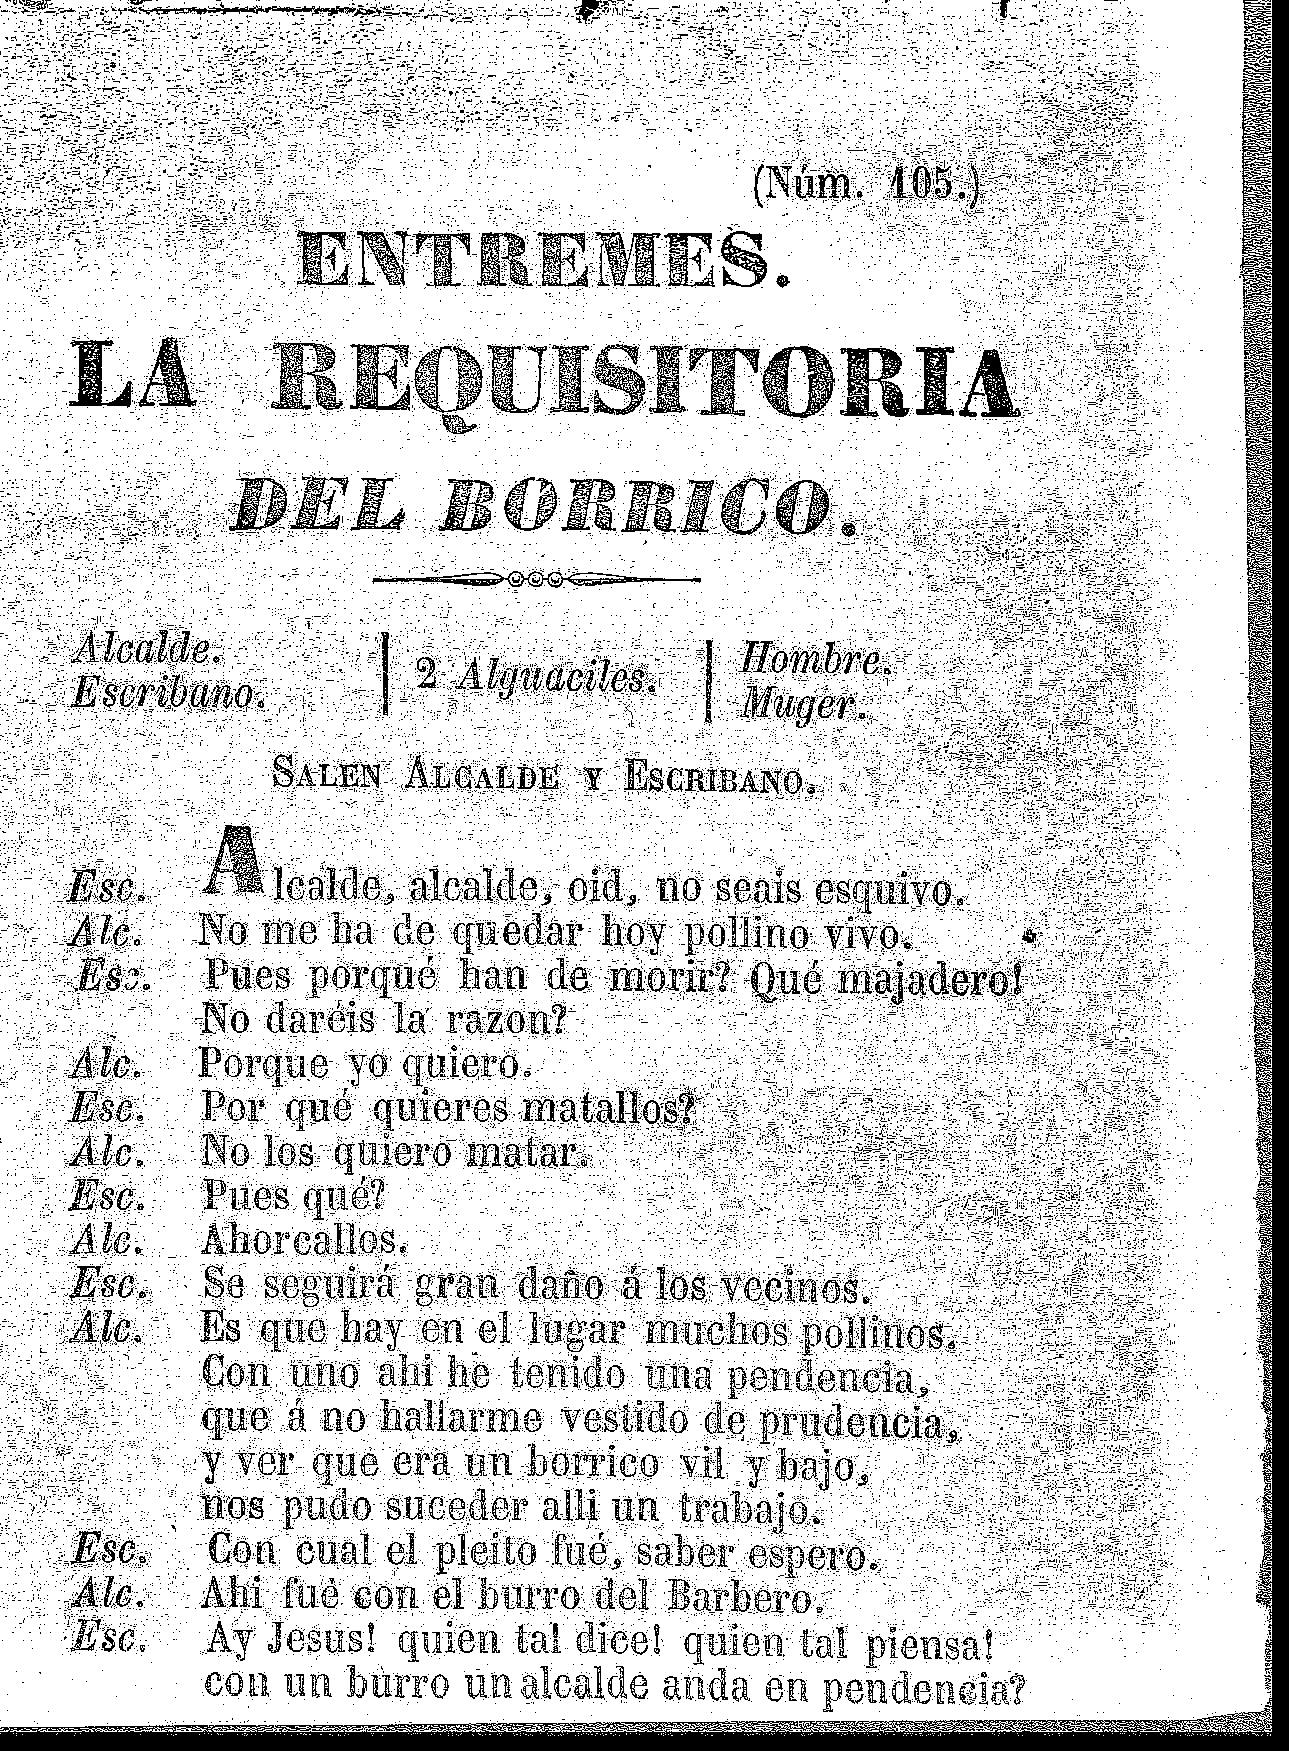 (Núm. 105.)
ENTREMES.
LA REQUISITORIA
DEL BORRICO.
Alcalde.
Escribano.
2 Alguaciles.
Hombre.
Muger.
SALEN ALCALDE Y ESCRIBANO.
Esc. Alcalde, alcalde, oid, no seais esquivo.
Alc. No me ha de quedar hoy pollino vivo.
Esc. Pues porqué han de morir? Qué majadero!
No daréis la razon?
Alc. Porque yo quiero.
Esc. Por qué quieres matallos?
Alc. No los quiero matar.
Esc. Pues qué?
Alc. Ahorcallos.
Esc. Se seguirá gran daño á los vecinos.
Alc. Es que hay en el lugar muchos pollinos.
Con uno ahi he tenido una pendencia,
que á no hallarme vestido de prudencia,
y ver que era un borrico vil y bajo,
nos pudo suceder alli un trabajo.
Esc. Con cual el pleito fué, saber espero.
Alc. Ahi fué con el burro del Barbero.
Esc. Ay Jesus! quien tal dice! quien tal piensa!
con un burro un alcalde anda en pendencia?